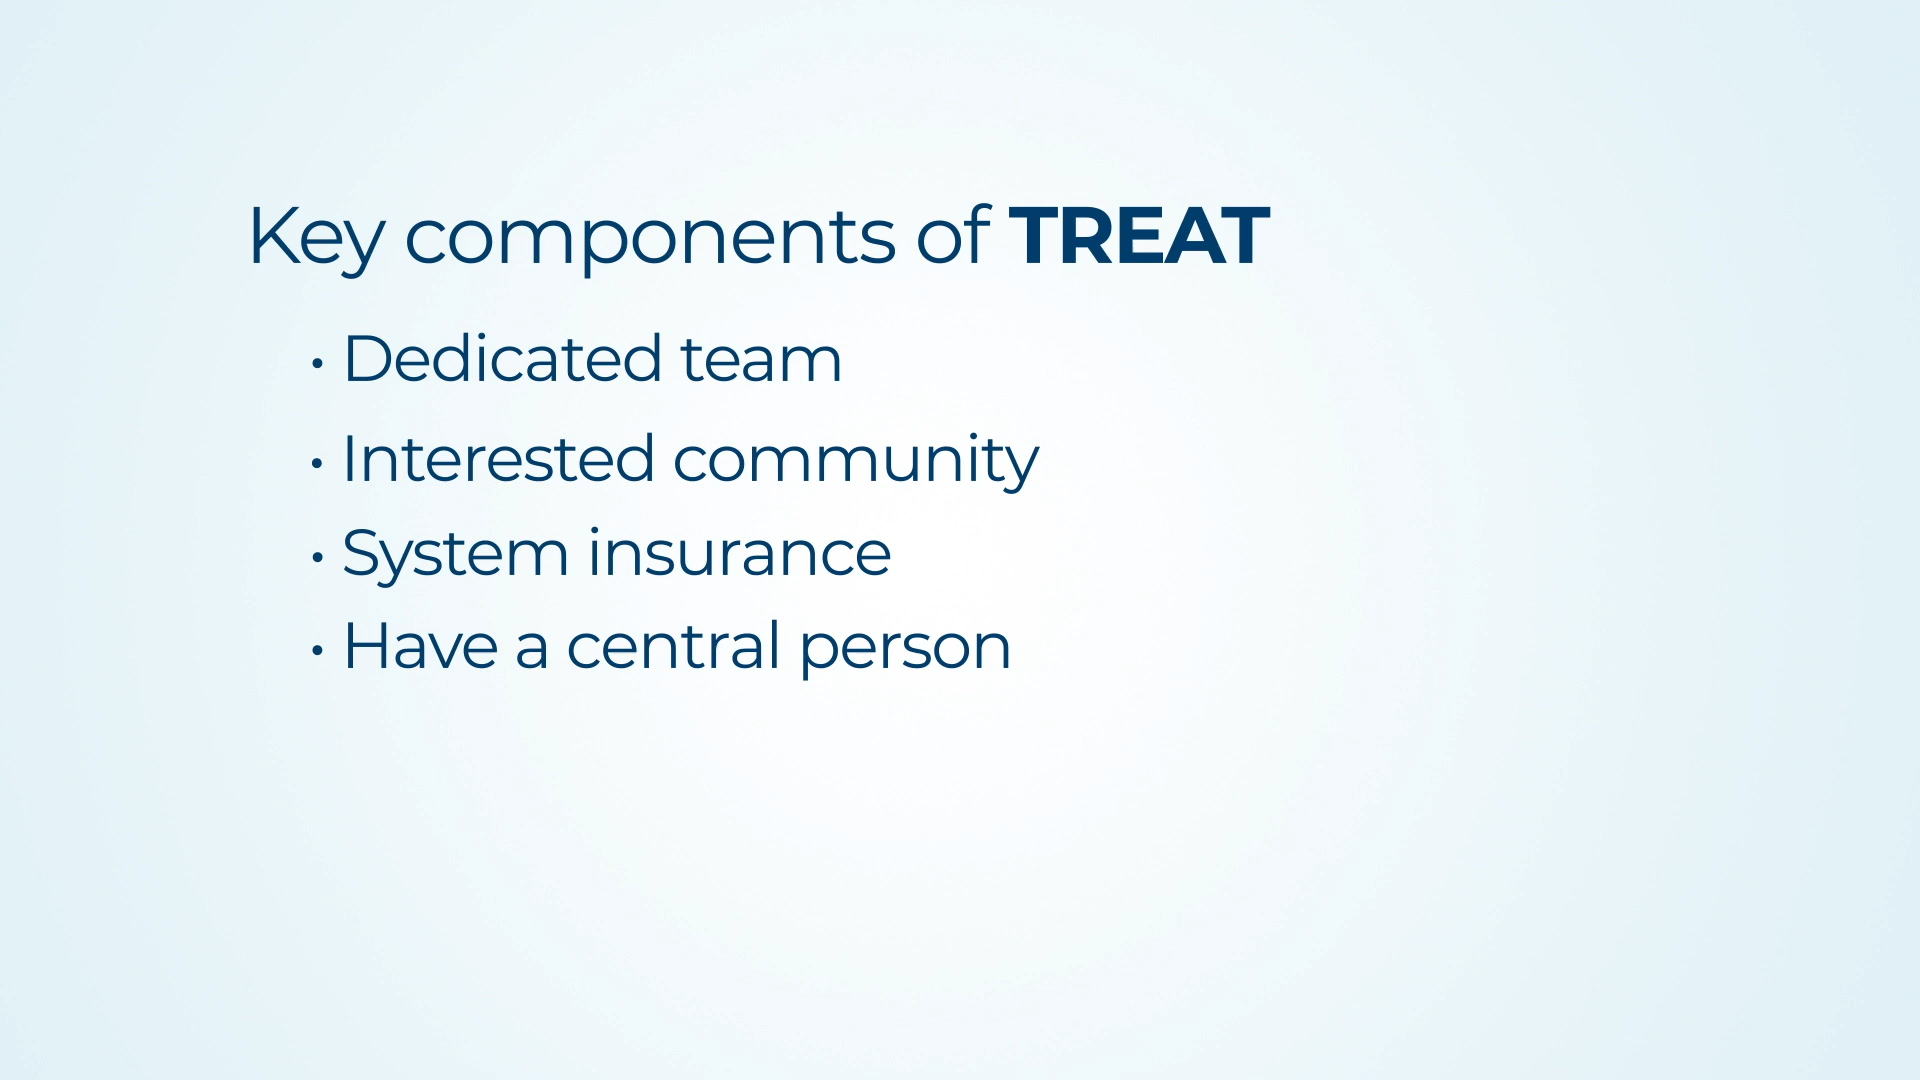 Key components of TREAT
• Dedicated team
• Interested community
• System insurance
• Have a central person